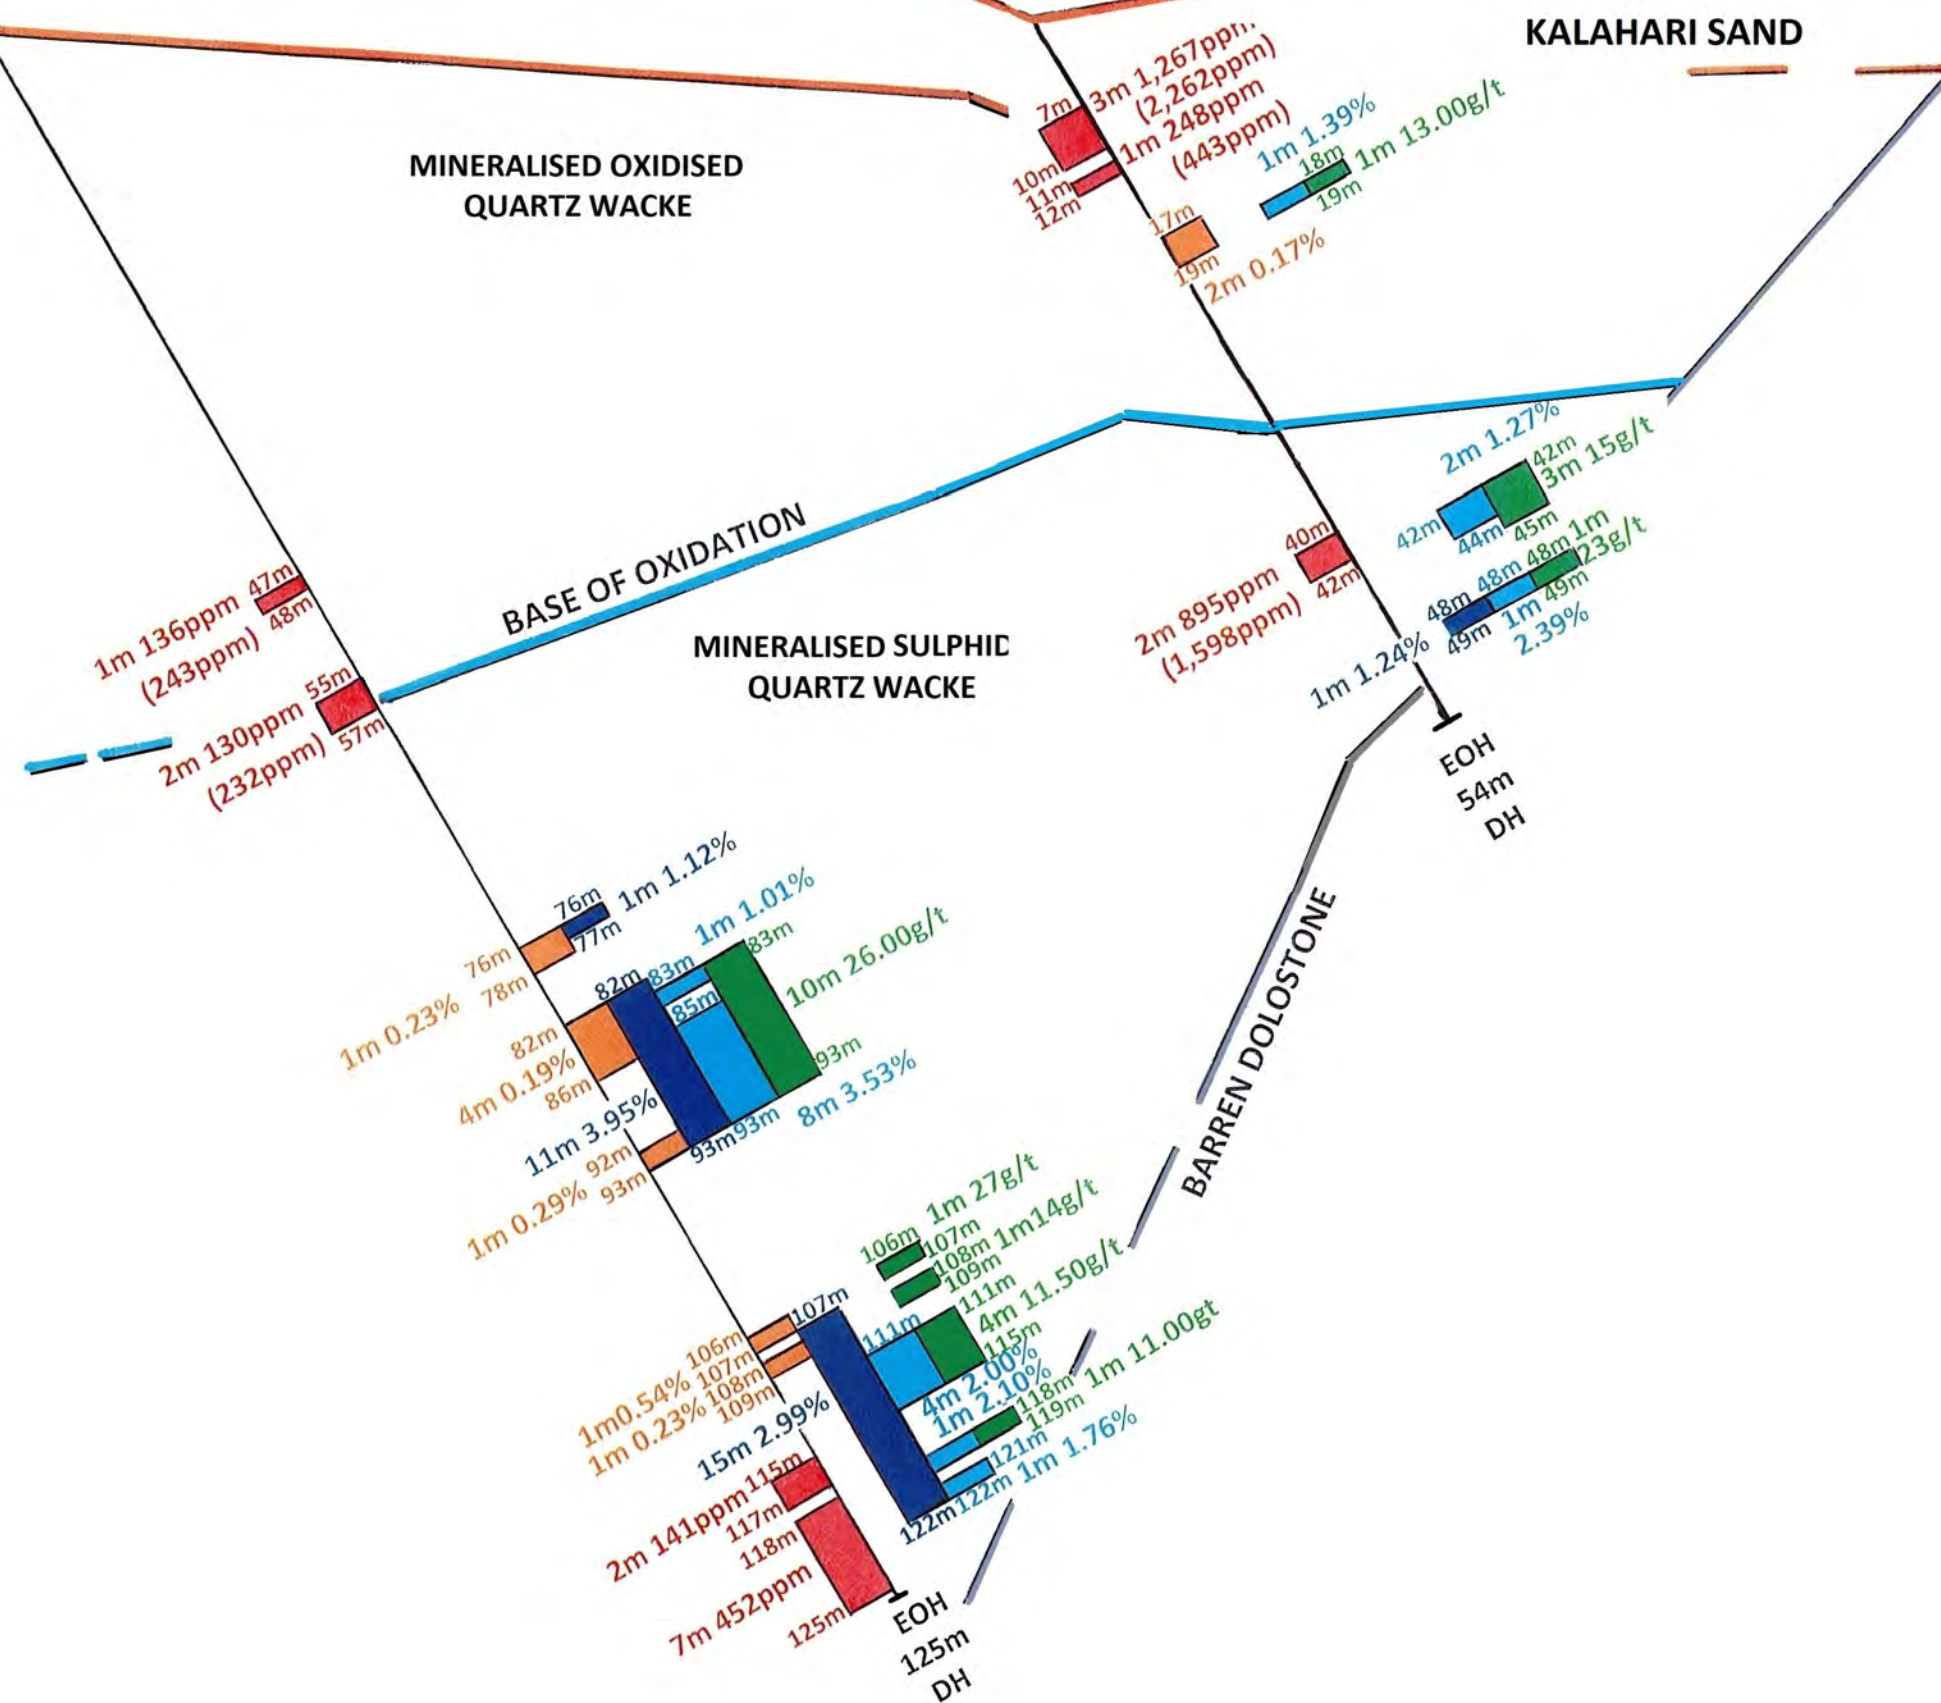 KALAHARI SAND
MINERALISED OXIDISED
QUARTZ WACKE
7m
3m 1,267ppm
(2,262ppm)
10m
1m 248ppm
(443ppm)
11m
12m
1m 1.39%
18m
1m 13.00g/t
19m
17m
19m
2m 0.17%
BASE OF OXIDATION
MINERALISED SULPHID
QUARTZ WACKE
47m
1m 136ppm
48m
(243ppm)
55m
2m 130ppm
57m
(232ppm)
40m
2m 895ppm
42m
(1,598ppm)
2m 1.27%
42m
3m 15g/t
42m
44m
45m
48m
48m
48m
1m
23g/t
49m
1m
49m
2.39%
1m 1.24%
EOH
54m
DH
BARREN DOLOSTONE
76m
1m 1.12%
77m
76m
78m
1m 0.23%
82m
83m
1m 1.01%
83m
85m
10m 26.00g/t
82m
4m 0.19%
86m
11m 3.95%
92m
93m
1m 0.29%
93m
93m
93m
8m 3.53%
106m
1m 27g/t
107m
108m
1m14g/t
109m
107m
111m
111m
4m 11.50g/t
115m
4m 2.00%
1m 2.10%
118m
1m 11.00gt
119m
121m
1m 1.76%
122m
122m
106m
1m0.54%
107m
1m 0.23%
108m
109m
15m 2.99%
115m
2m 141ppm
117m
118m
7m 452ppm
125m
EOH
125m
DH